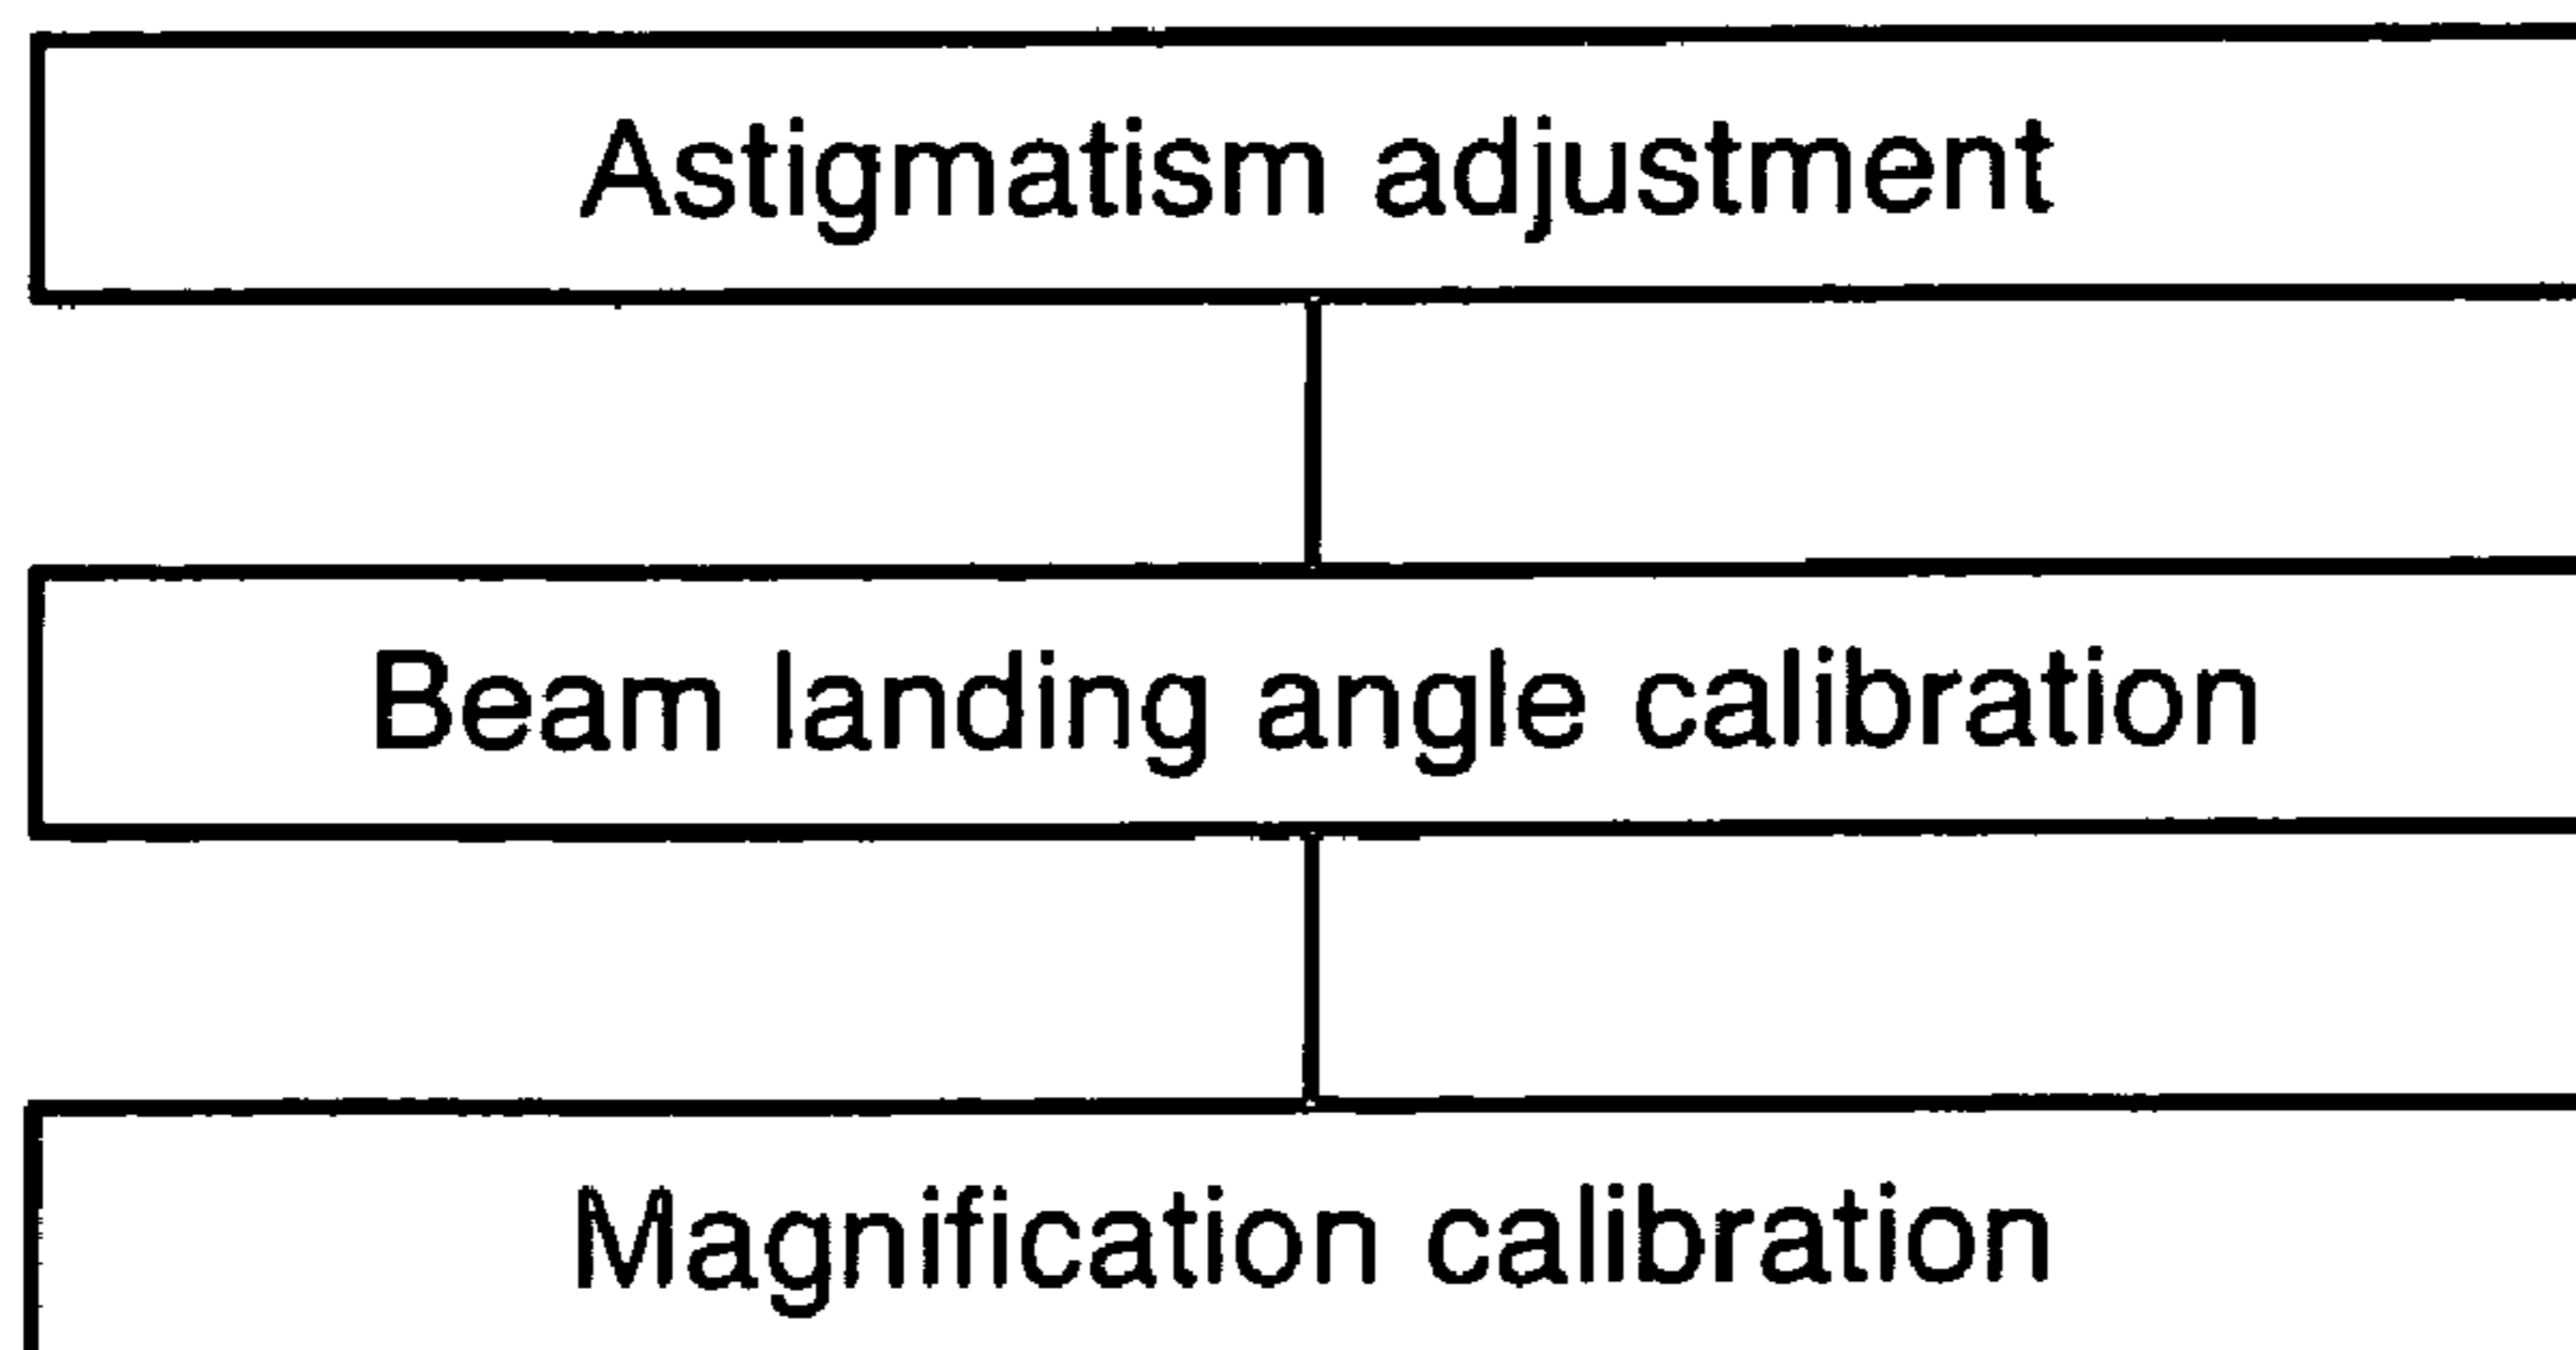 Astigmatism adjustment
Beam landing angle calibration
Magnification calibration